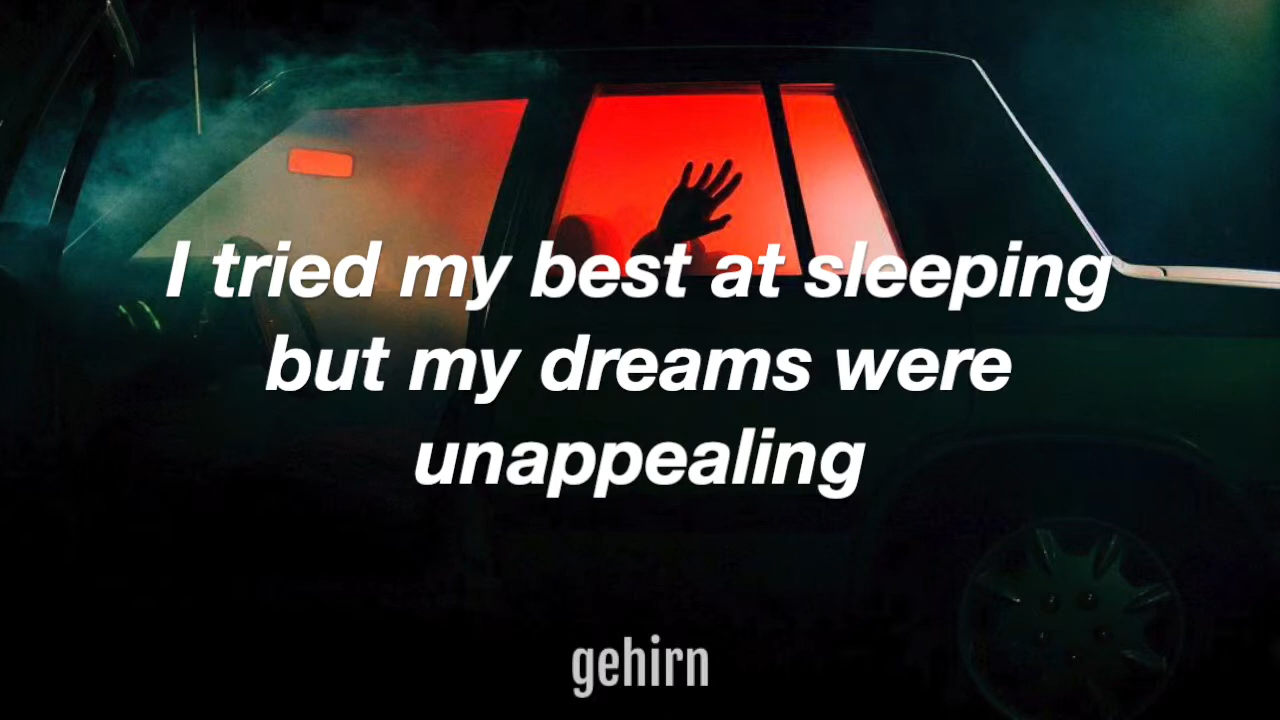 I tried my best at sleeping
but my dreams were
unappealing
gehirn